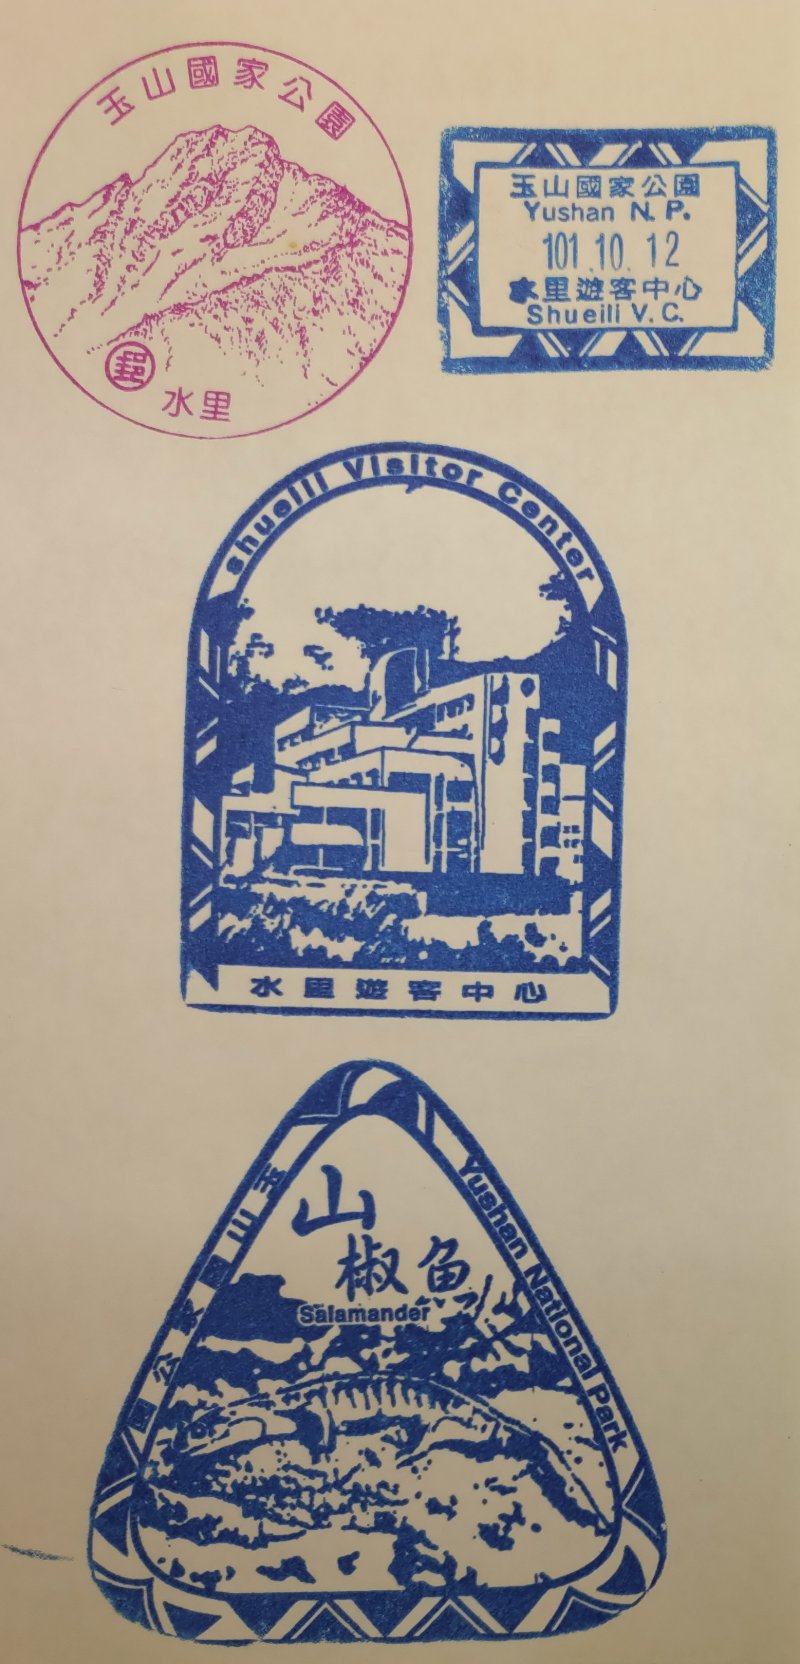 玉山國家公園
郵
水里
玉山國家公園
Yushan N. P.
101.10.12
水里遊客中心
Shueili V. C.
shueili Visitor Center
水里遊客中心
玉山國家公園
Yushan National Park
山
椒魚
Salamander